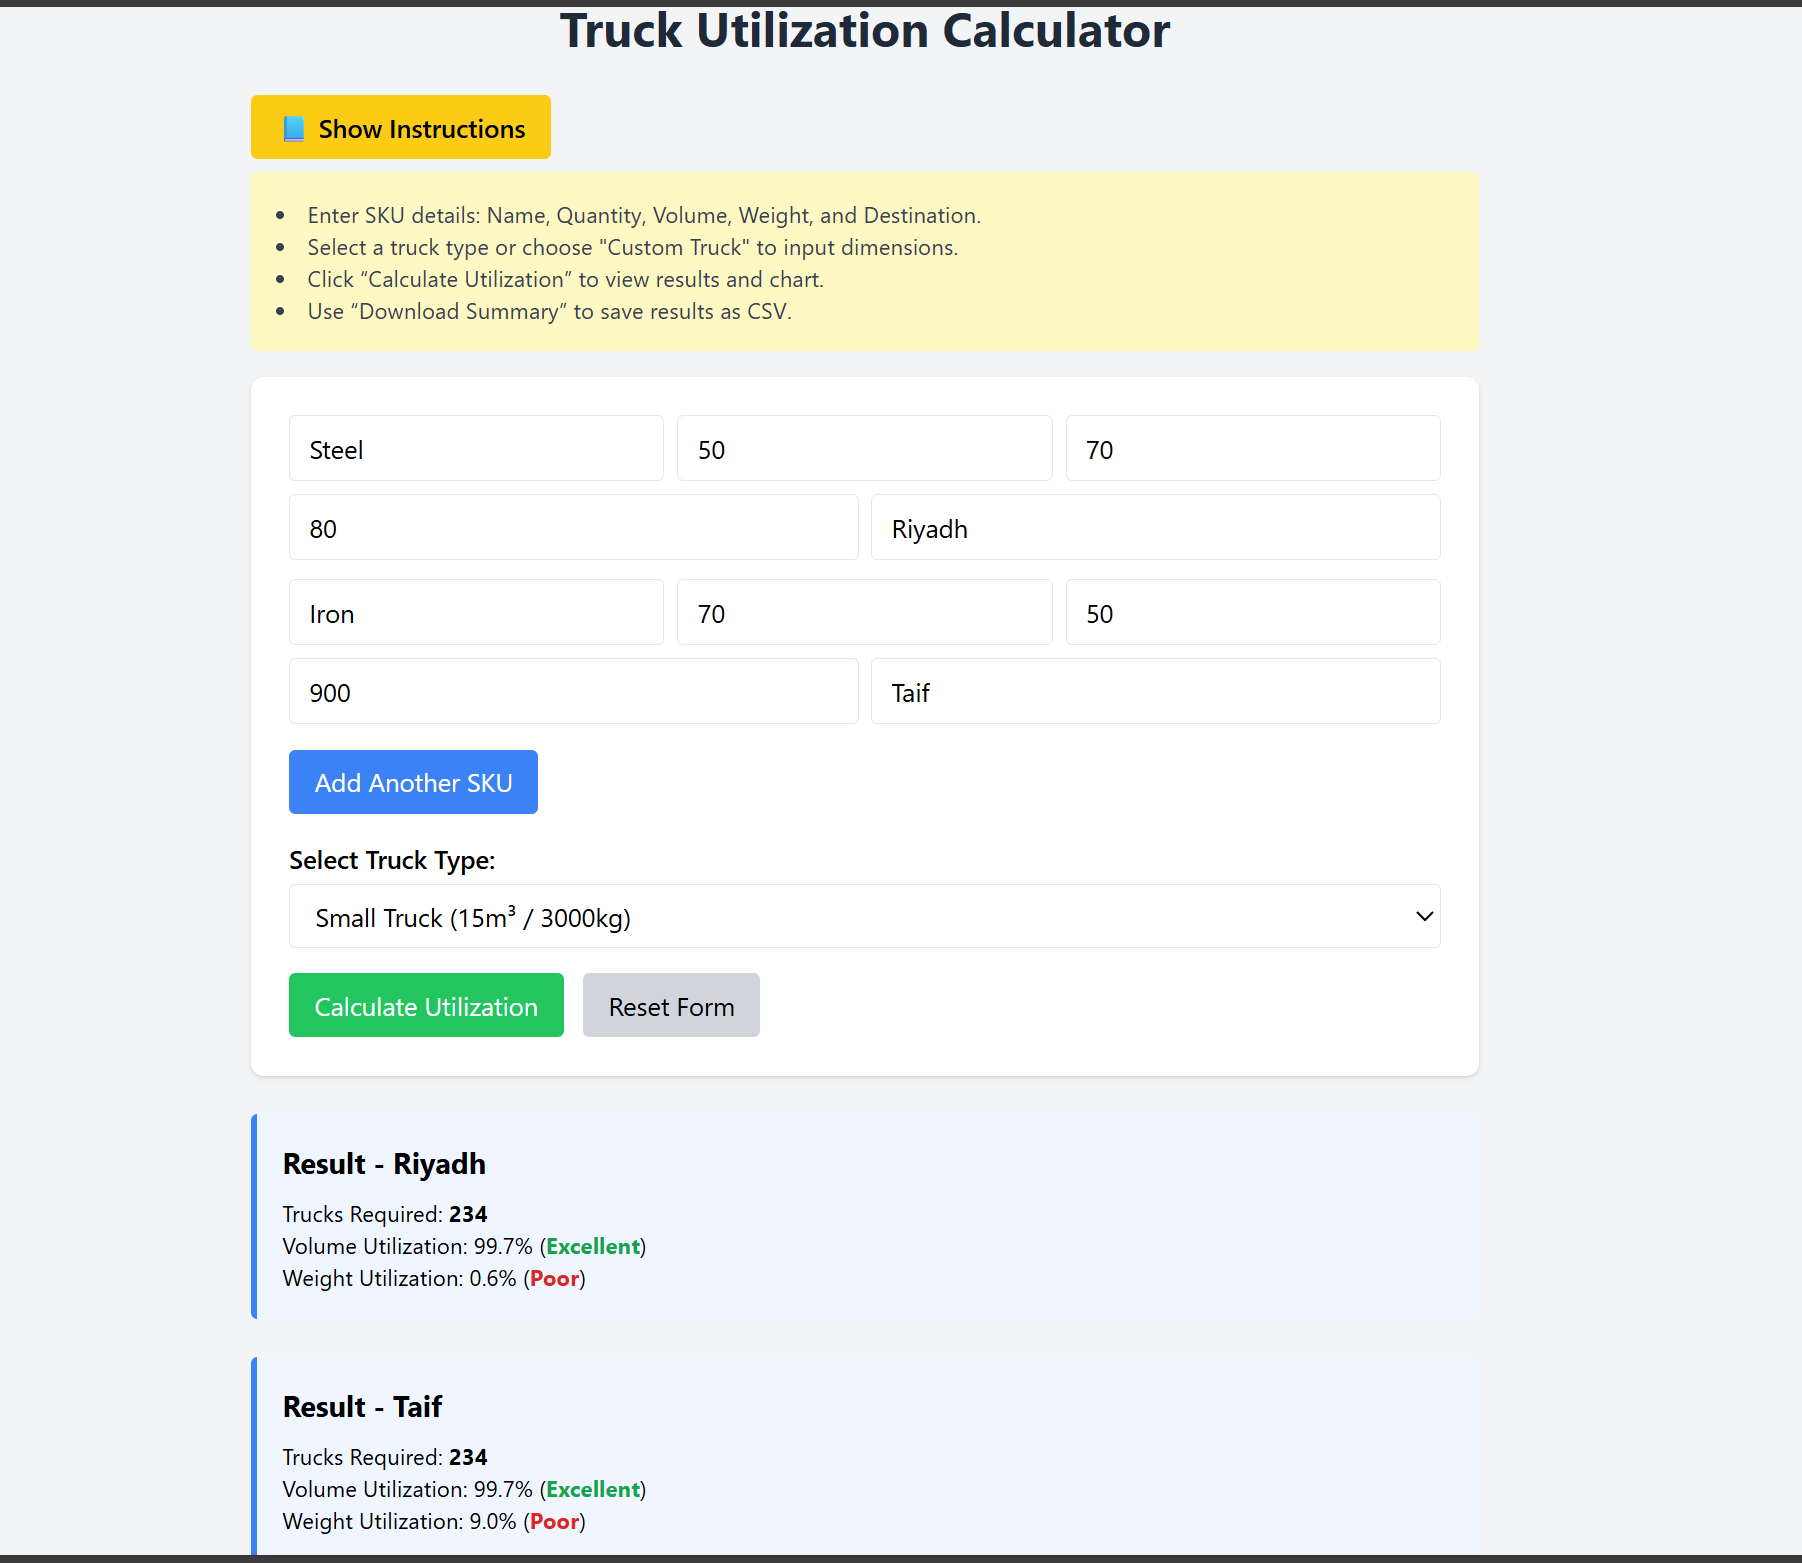 Truck Utilization Calculator
📘 Show Instructions
• Enter SKU details: Name, Quantity, Volume, Weight, and Destination.
• Select a truck type or choose "Custom Truck" to input dimensions.
• Click “Calculate Utilization” to view results and chart.
• Use “Download Summary” to save results as CSV.
Steel 50 70
80 Riyadh
Iron 70 50
900 Taif
Add Another SKU
Select Truck Type:
Small Truck (15m³ / 3000kg)
Calculate Utilization Reset Form
Result - Riyadh
Trucks Required: 234
Volume Utilization: 99.7% (Excellent)
Weight Utilization: 0.6% (Poor)
Result - Taif
Trucks Required: 234
Volume Utilization: 99.7% (Excellent)
Weight Utilization: 9.0% (Poor)